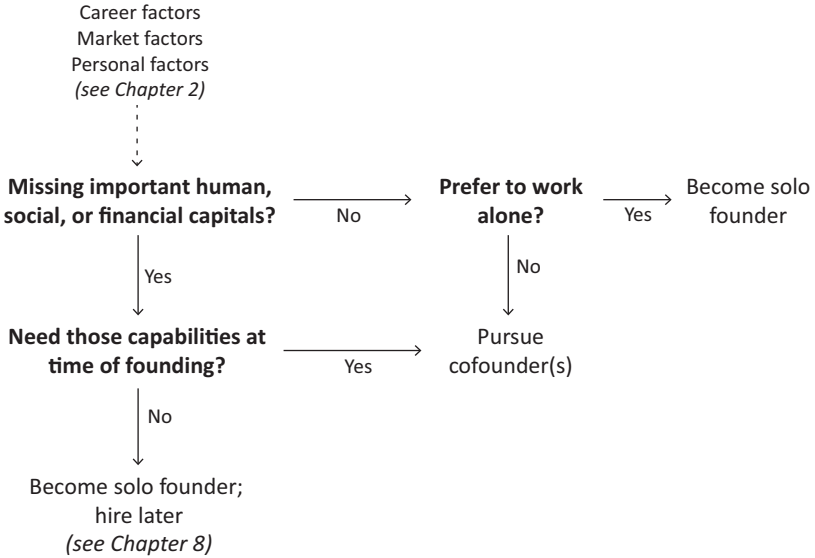 Career factors
Market factors
Personal factors
(see Chapter 2)
Missing important human,
social, or financial capitals?
No
Prefer to work
alone?
Yes
Become solo
founder
Yes
No
Need those capabilities at
time of founding?
Yes
Pursue
cofounder(s)
No
Become solo founder;
hire later
(see Chapter 8)